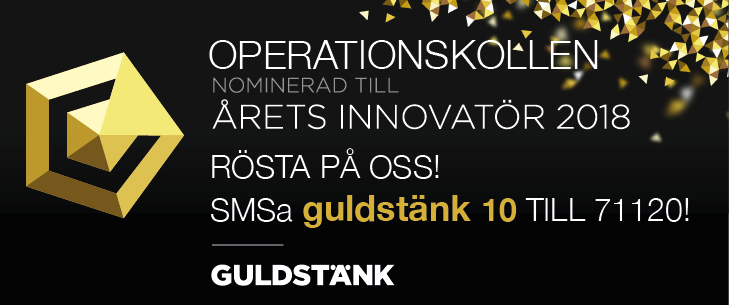 OPERATIONSKOLLEN
NOMINERAD TILL
ÅRETS INNOVATÖR 2018
RÖSTA PÅ OSS!
SMSa guldstänk 10 TILL 71120!
GULDSTÄNK